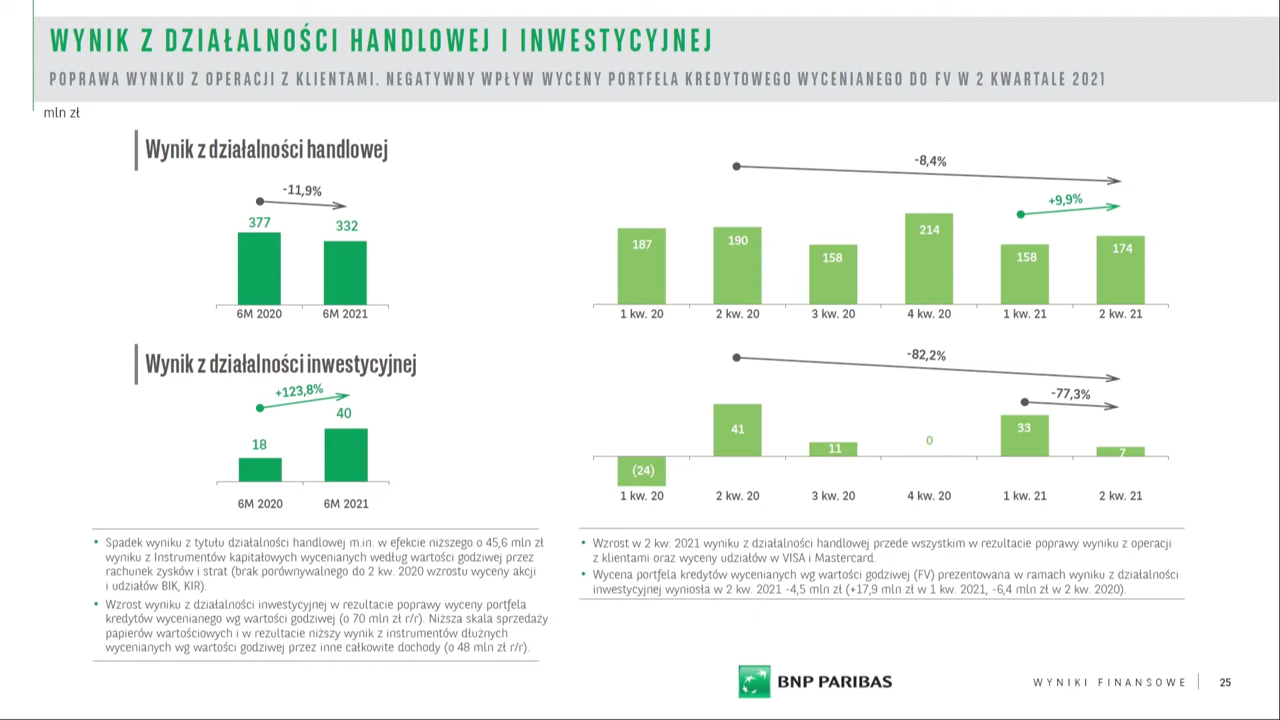 WYNIK Z DZIAŁALNOŚCI HANDLOWEJ I INWESTYCYJNEJ
POPRAWA WYNIKU Z OPERACJI Z KLIENTAMI. NEGATYWNY WPŁYW WYCENY PORTFELA KREDYTOWEGO WYCENIANEGO DO FV W 2 KWARTALE 2021
mln zł
Wynik z działalności handlowej
-11,9%
377
332
6M 2020
6M 2021
-8,4%
+9,9%
187
190
158
214
158
174
1 kw. 20
2 kw. 20
3 kw. 20
4 kw. 20
1 kw. 21
2 kw. 21
Wynik z działalności inwestycyjnej
+123,8%
18
40
6M 2020
6M 2021
-82,2%
-77,3%
(24)
41
11
0
33
7
1 kw. 20
2 kw. 20
3 kw. 20
4 kw. 20
1 kw. 21
2 kw. 21
• Spadek wyniku z tytułu działalności handlowej m.in. w efekcie niższego o 45,6 mln zł
wyniku z Instrumentów kapitałowych wycenianych według wartości godziwej przez
rachunek zysków i strat (brak porównywalnego do 2 kw. 2020 wzrostu wyceny akcji
i udziałów BIK, KIR).
• Wzrost wyniku z działalności inwestycyjnej w rezultacie poprawy wyceny portfela
kredytów wycenianego wg wartości godziwej (o 70 mln zł r/r). Niższa skala sprzedaży
papierów wartościowych i w rezultacie niższy wynik z instrumentów dłużnych
wycenianych wg wartości godziwej przez inne całkowite dochody (o 48 mln zł r/r).
• Wzrost w 2 kw. 2021 wyniku z działalności handlowej przede wszystkim w rezultacie poprawy wyniku z operacji
z klientami oraz wyceny udziałów w VISA i Mastercard.
• Wycena portfela kredytów wycenianych wg wartości godziwej (FV) prezentowana w ramach wyniku z działalności
inwestycyjnej wyniosła w 2 kw. 2021 -4,5 mln zł (+17,9 mln zł w 1 kw. 2021, -6,4 mln zł w 2 kw. 2020).
BNP PARIBAS
WYNIKI FINANSOWE
25